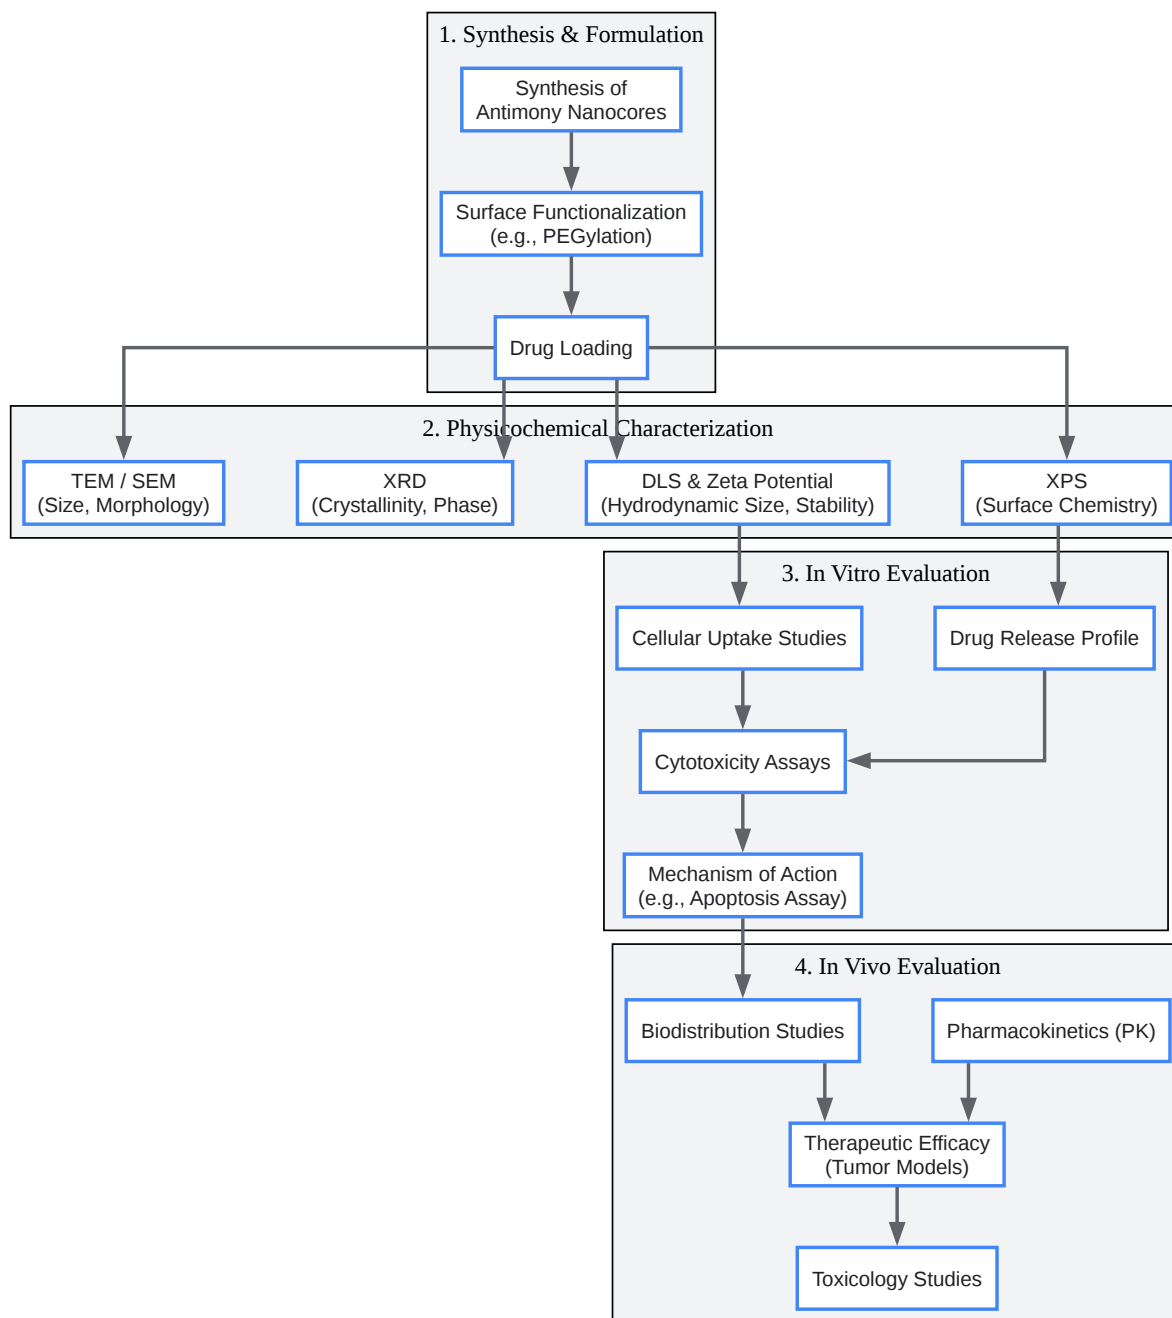 1. Synthesis & Formulation
Synthesis of
Antimony Nanocores
Surface Functionalization
(e.g., PEGylation)
Drug Loading
2. Physicochemical Characterization
TEM / SEM
(Size, Morphology)
XRD
(Crystallinity, Phase)
DLS & Zeta Potential
(Hydrodynamic Size, Stability)
XPS
(Surface Chemistry)
3. In Vitro Evaluation
Cellular Uptake Studies
Drug Release Profile
Cytotoxicity Assays
Mechanism of Action
(e.g., Apoptosis Assay)
4. In Vivo Evaluation
Biodistribution Studies
Pharmacokinetics (PK)
Therapeutic Efficacy
(Tumor Models)
Toxicology Studies